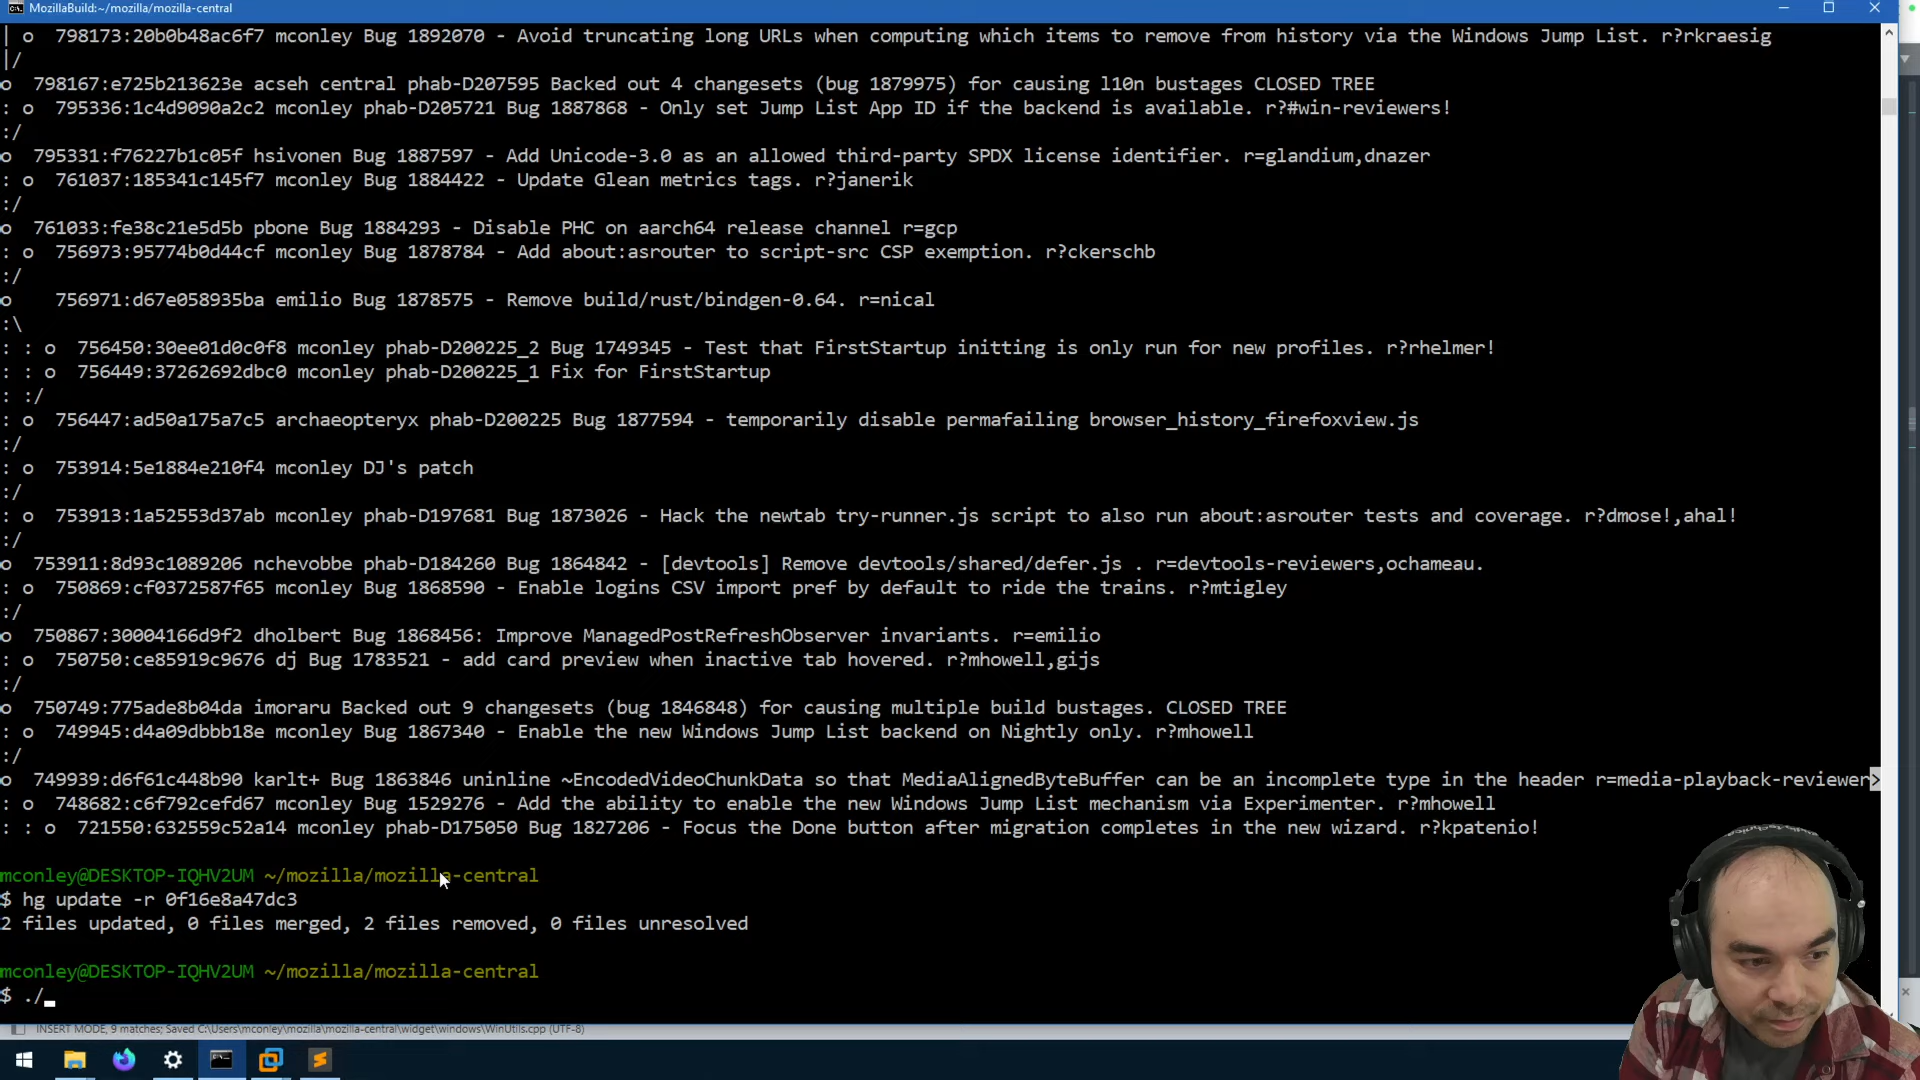 MozillaBuild:~/mozilla/mozilla-central
| o  798173:20b0b48ac6f7 mconley Bug 1892070 - Avoid truncating long URLs when computing which items to remove from history via the Windows Jump List. r?rkraesig
|/
o  798167:e725b213623e acseh central phab-D207595 Backed out 4 changesets (bug 1879975) for causing l10n bustages CLOSED TREE
: o  795336:1c4d9090a2c2 mconley phab-D205721 Bug 1887868 - Only set Jump List App ID if the backend is available. r?#win-reviewers!
:/
o  795331:f76227b1c05f hsivonen Bug 1887597 - Add Unicode-3.0 as an allowed third-party SPDX license identifier. r=glandium,dnazer
: o  761037:185341c145f7 mconley Bug 1884422 - Update Glean metrics tags. r?janerik
:/
o  761033:fe38c21e5d5b pbone Bug 1884293 - Disable PHC on aarch64 release channel r=gcp
: o  756973:95774b0d44cf mconley Bug 1878784 - Add about:asrouter to script-src CSP exemption. r?ckerschb
:/
o    756971:d67e058935ba emilio Bug 1878575 - Remove build/rust/bindgen-0.64. r=nical
:\
: : o  756450:30ee01d0c0f8 mconley phab-D200225_2 Bug 1749345 - Test that FirstStartup initting is only run for new profiles. r?rhelmer!
: : o  756449:37262692dbc0 mconley phab-D200225_1 Fix for FirstStartup
: :/
: o  756447:ad50a175a7c5 archaeopteryx phab-D200225 Bug 1877594 - temporarily disable permafailing browser_history_firefoxview.js
:/
: o  753914:5e1884e210f4 mconley DJ's patch
:/
: o  753913:1a52553d37ab mconley phab-D197681 Bug 1873026 - Hack the newtab try-runner.js script to also run about:asrouter tests and coverage. r?dmose!,ahal!
:/
o  753911:8d93c1089206 nchevobbe phab-D184260 Bug 1864842 - [devtools] Remove devtools/shared/defer.js . r=devtools-reviewers,ochameau.
: o  750869:cf0372587f65 mconley Bug 1868590 - Enable logins CSV import pref by default to ride the trains. r?mtigley
:/
o  750867:30004166d9f2 dholbert Bug 1868456: Improve ManagedPostRefreshObserver invariants. r=emilio
: o  750750:ce85919c9676 dj Bug 1783521 - add card preview when inactive tab hovered. r?mhowell,gijs
:/
o  750749:775ade8b04da imoraru Backed out 9 changesets (bug 1846848) for causing multiple build bustages. CLOSED TREE
: o  749945:d4a09dbbb18e mconley Bug 1867340 - Enable the new Windows Jump List backend on Nightly only. r?mhowell
:/
o  749939:d6f61c448b90 karlt+ Bug 1863846 uninline ~EncodedVideoChunkData so that MediaAlignedByteBuffer can be an incomplete type in the header r=media-playback-reviewer>
: o  748682:c6f792cefd67 mconley Bug 1529276 - Add the ability to enable the new Windows Jump List mechanism via Experimenter. r?mhowell
: : o  721550:632559c52a14 mconley phab-D175050 Bug 1827206 - Focus the Done button after migration completes in the new wizard. r?kpatenio!
mconley@DESKTOP-IQHV2UM ~/mozilla/mozilla-central
$ hg update -r 0f16e8a47dc3
2 files updated, 0 files merged, 2 files removed, 0 files unresolved
mconley@DESKTOP-IQHV2UM ~/mozilla/mozilla-central
$ ./
INSERT MODE, 9 matches; Saved C:\Users\mconley\mozilla\mozilla-central\widget\windows\WinUtils.cpp (UTF-8)